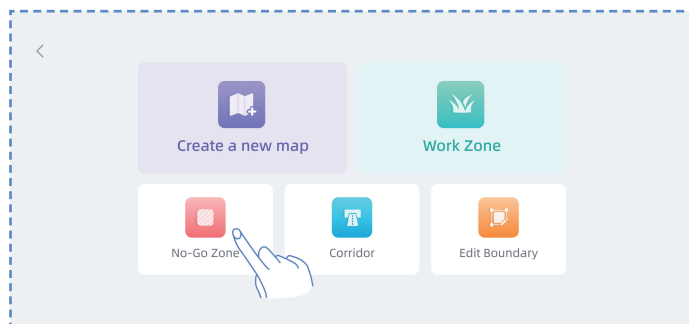 Create a new map
Work Zone
No-Go Zone
Corridor
Edit Boundary